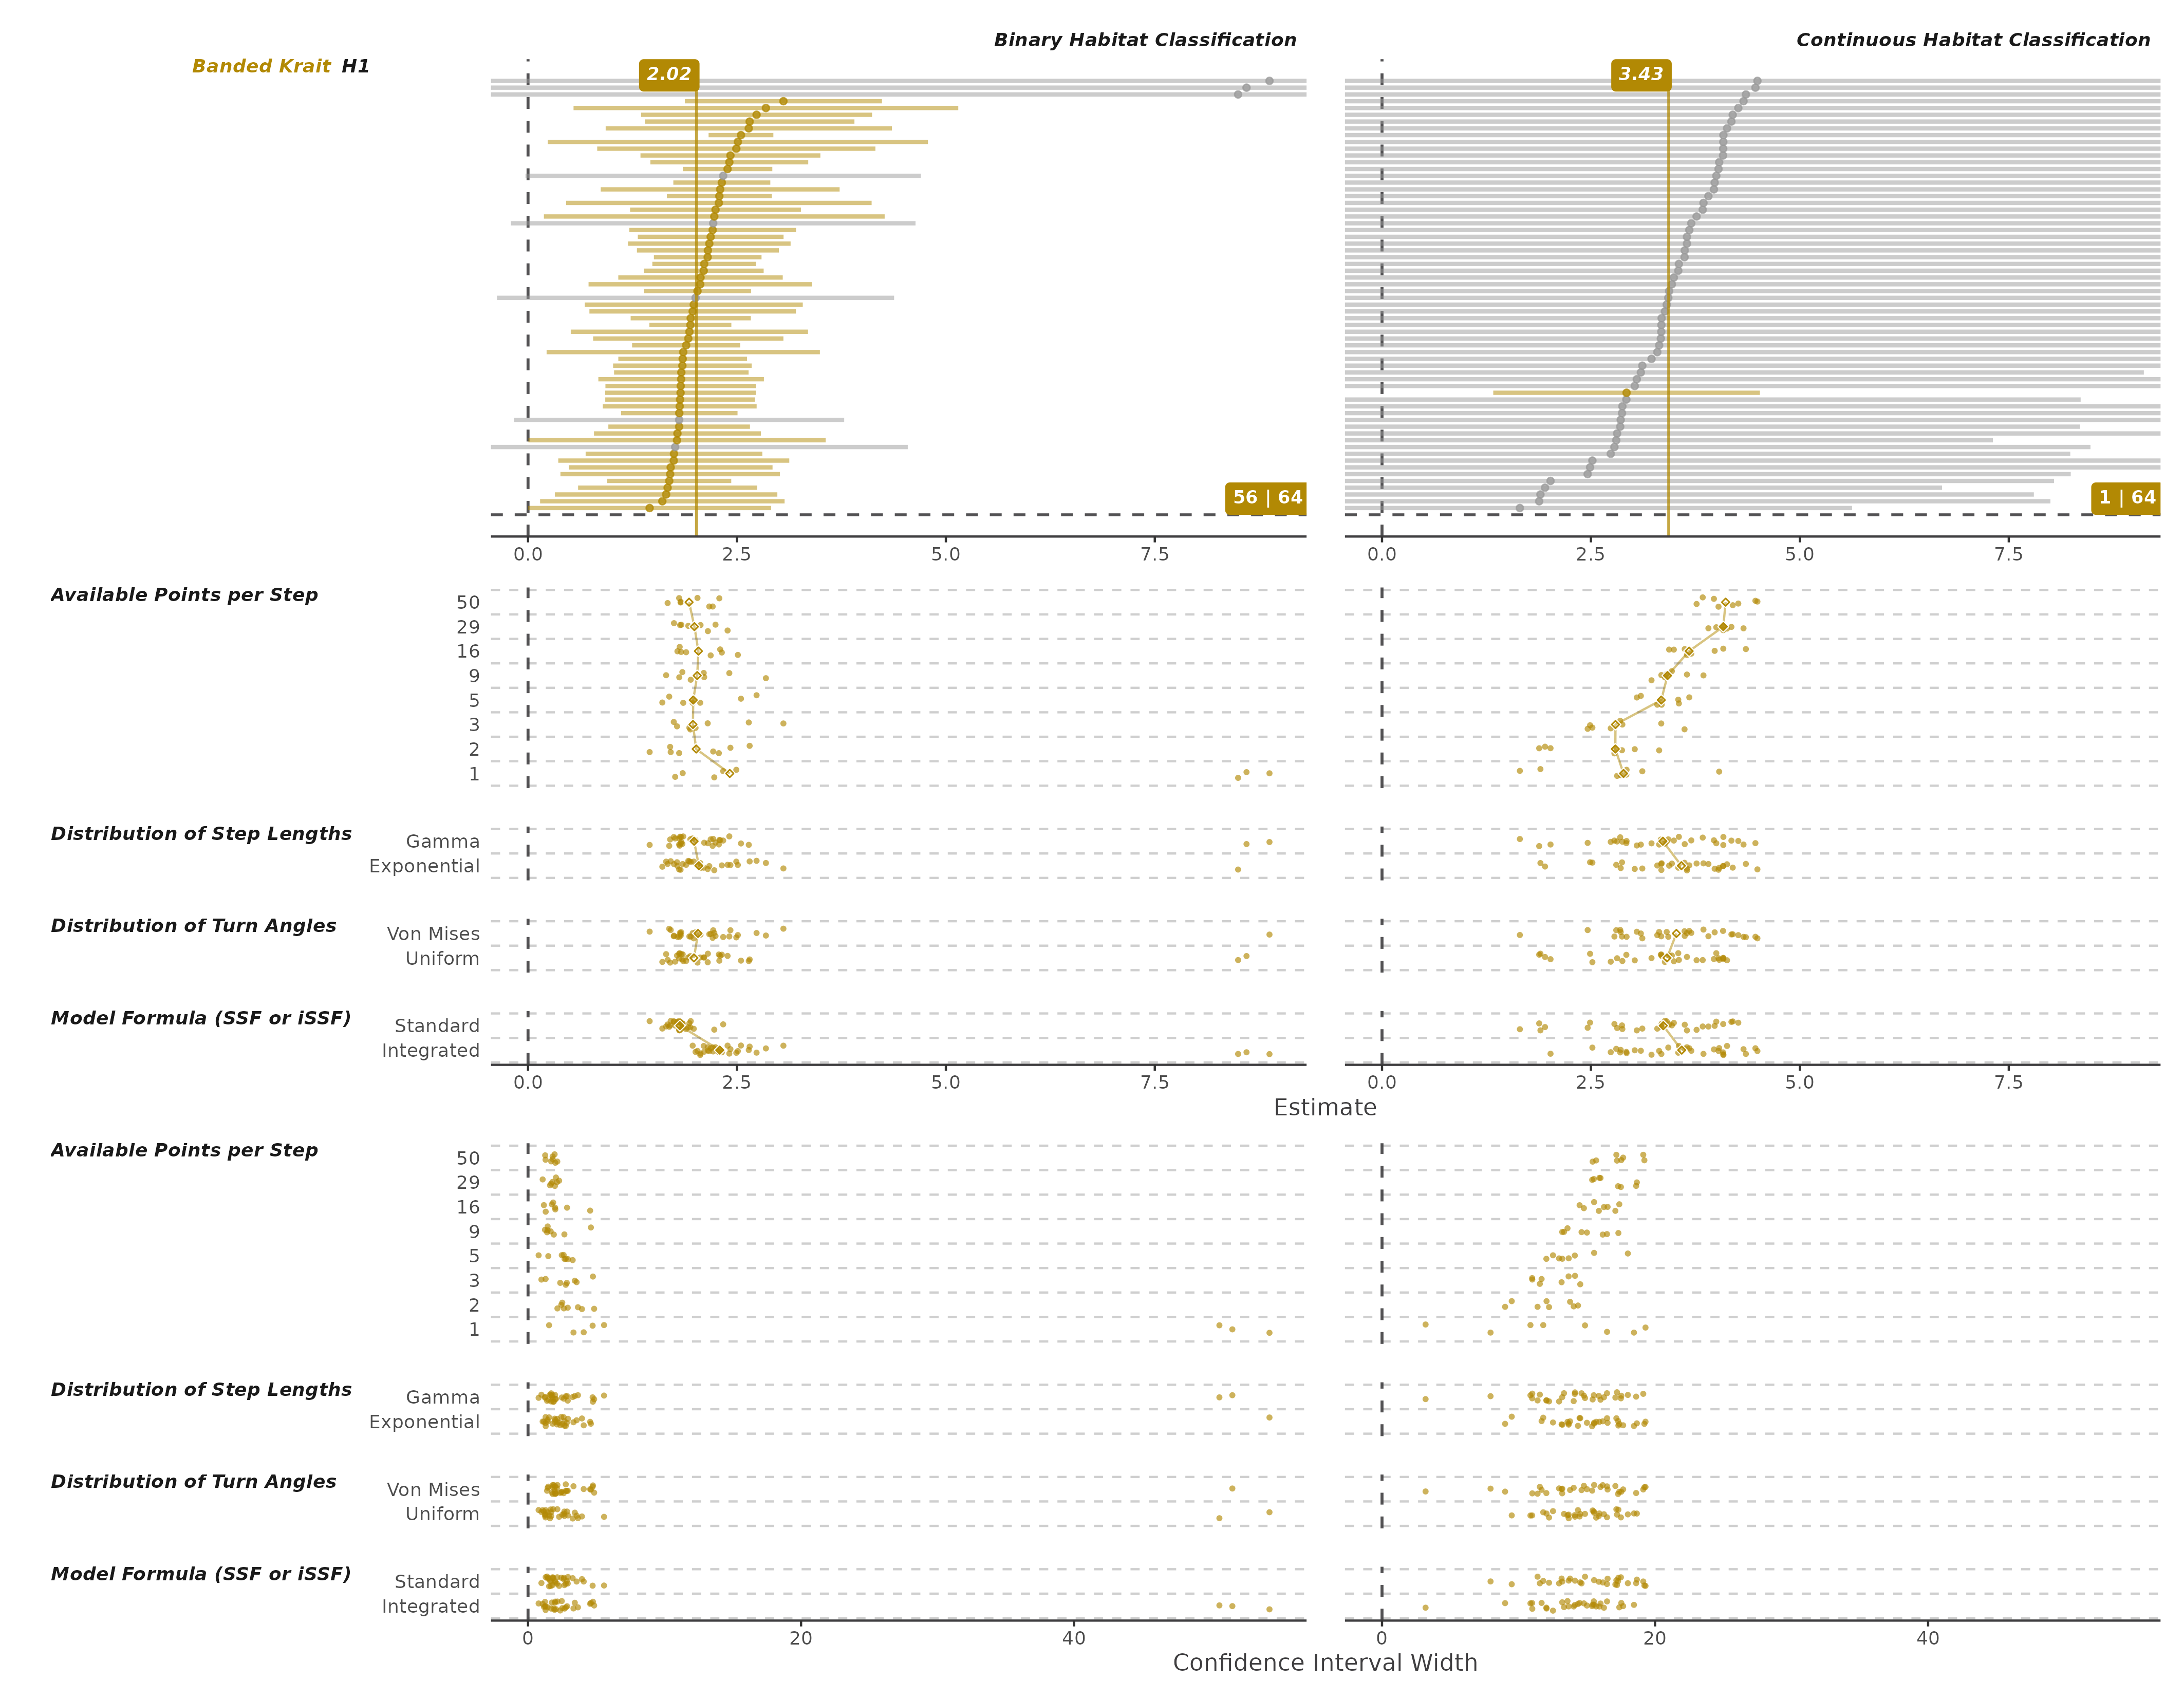 Binary Habitat Classification
Continuous Habitat Classification
Banded Krait H1
2.02
3.43
56 | 64
1 | 64
0.0 2.5 5.0 7.5
0.0 2.5 5.0 7.5
Available Points per Step
50
29
16
9
5
3
2
1
Distribution of Step Lengths
Gamma
Exponential
Distribution of Turn Angles
Von Mises
Uniform
Model Formula (SSF or iSSF)
Standard
Integrated
0.0 2.5 5.0 7.5
0.0 2.5 5.0 7.5
Estimate
Available Points per Step
50
29
16
9
5
3
2
1
Distribution of Step Lengths
Gamma
Exponential
Distribution of Turn Angles
Von Mises
Uniform
Model Formula (SSF or iSSF)
Standard
Integrated
0 20 40
0 20 40
Confidence Interval Width